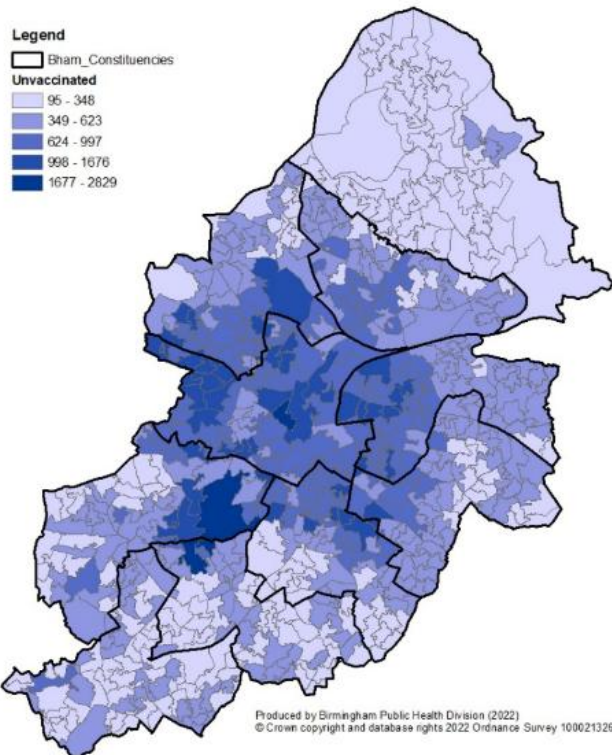 Legend
Bham_Constituencies
Unvaccinated
95 - 348
349 - 623
624 - 997
998 - 1676
1677 - 2829
Produced by Birmingham Public Health Division (2022)
© Crown copyright and database rights 2022 Ordnance Survey 100021326